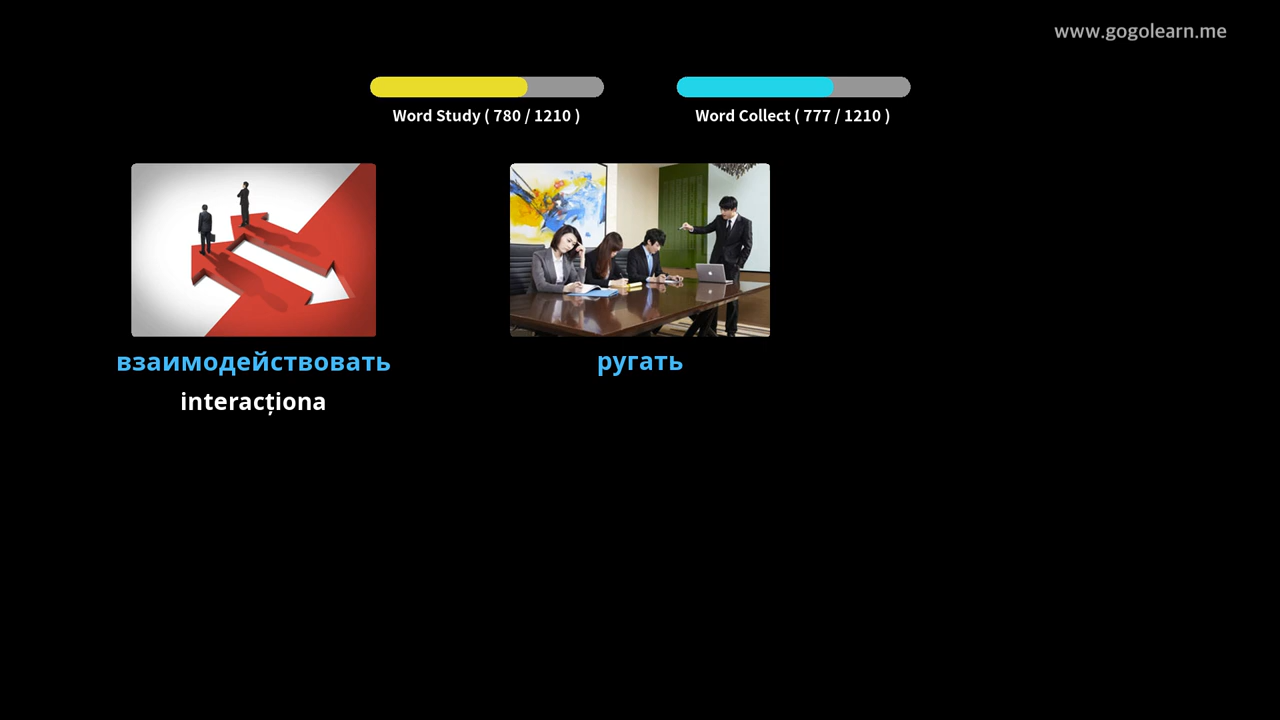 www.gogolearn.me
Word Study ( 780 / 1210 )
Word Collect ( 777 / 1210 )
взаимодействовать
ругать
interacționa